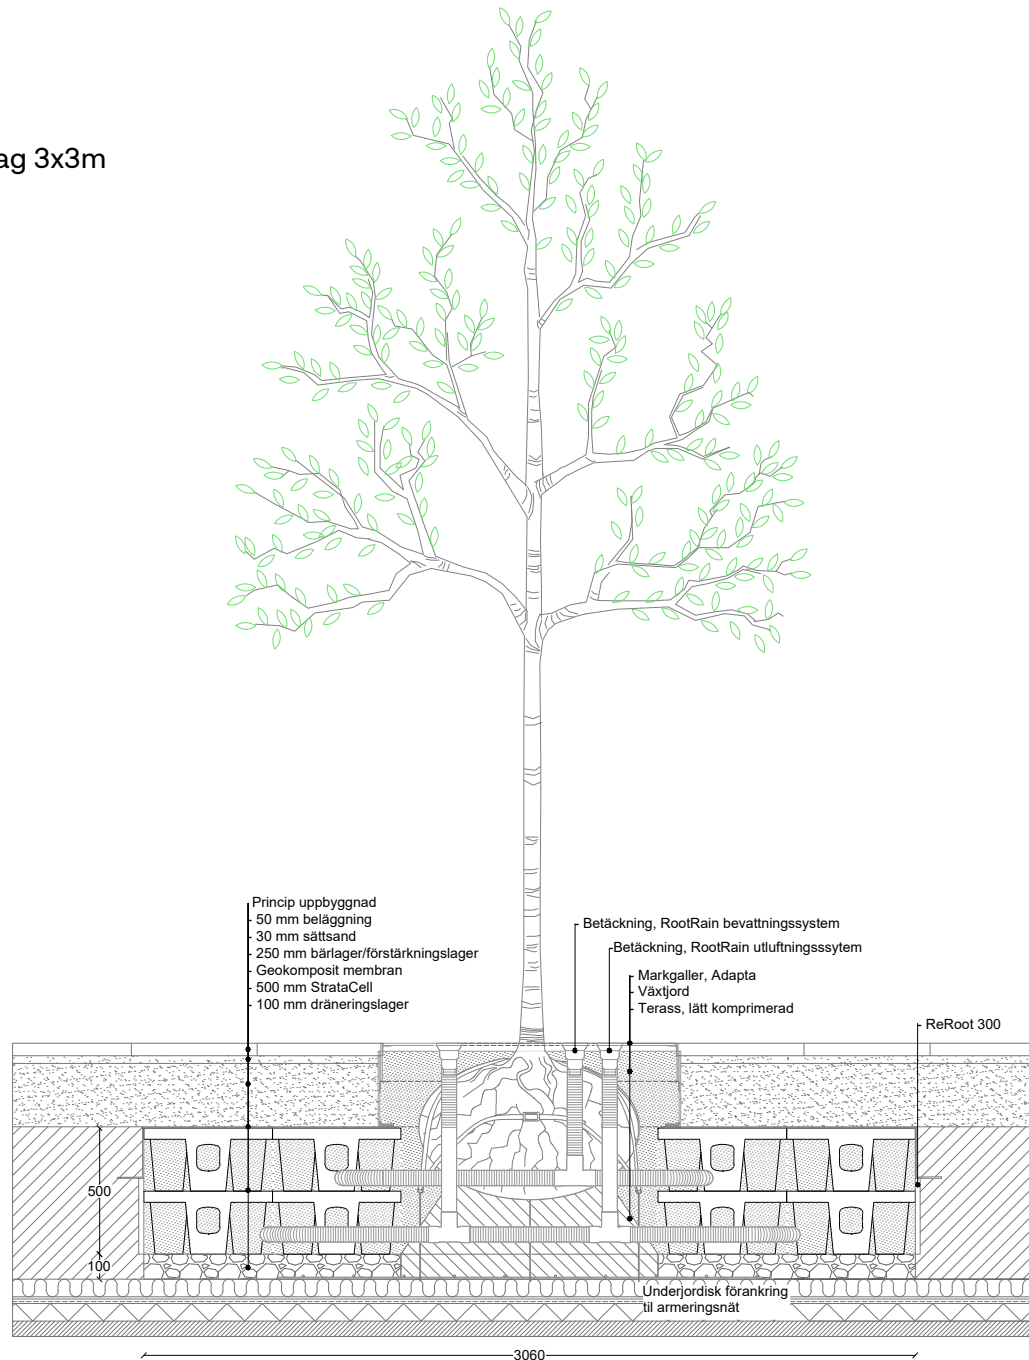 ag 3x3m
Princip uppbyggnad
50 mm beläggning
30 mm sättsand
250 mm bärlager/förstärkningslager
Geokomposit membran
500 mm StrataCell
100 mm dräneringslager
Betäckning, RootRain bevattningssystem
Betäckning, RootRain utluftningsssytem
Markgaller, Adapta
Växtjord
Terass, lätt komprimerad
ReRoot 300
500
100
Underjordisk förankring
til armeringsnät
3060